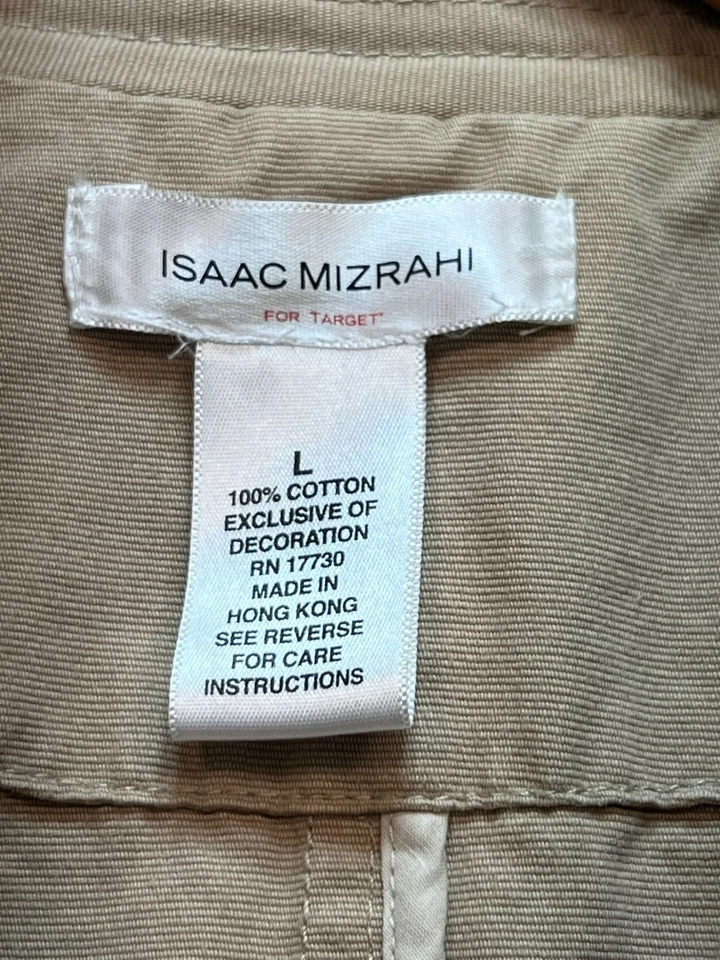 ISAAC MIZRAHI
FOR TARGET
L
100% COTTON
EXCLUSIVE OF
DECORATION
RN 17730
MADE IN
HONG KONG
SEE REVERSE
FOR CARE
INSTRUCTIONS